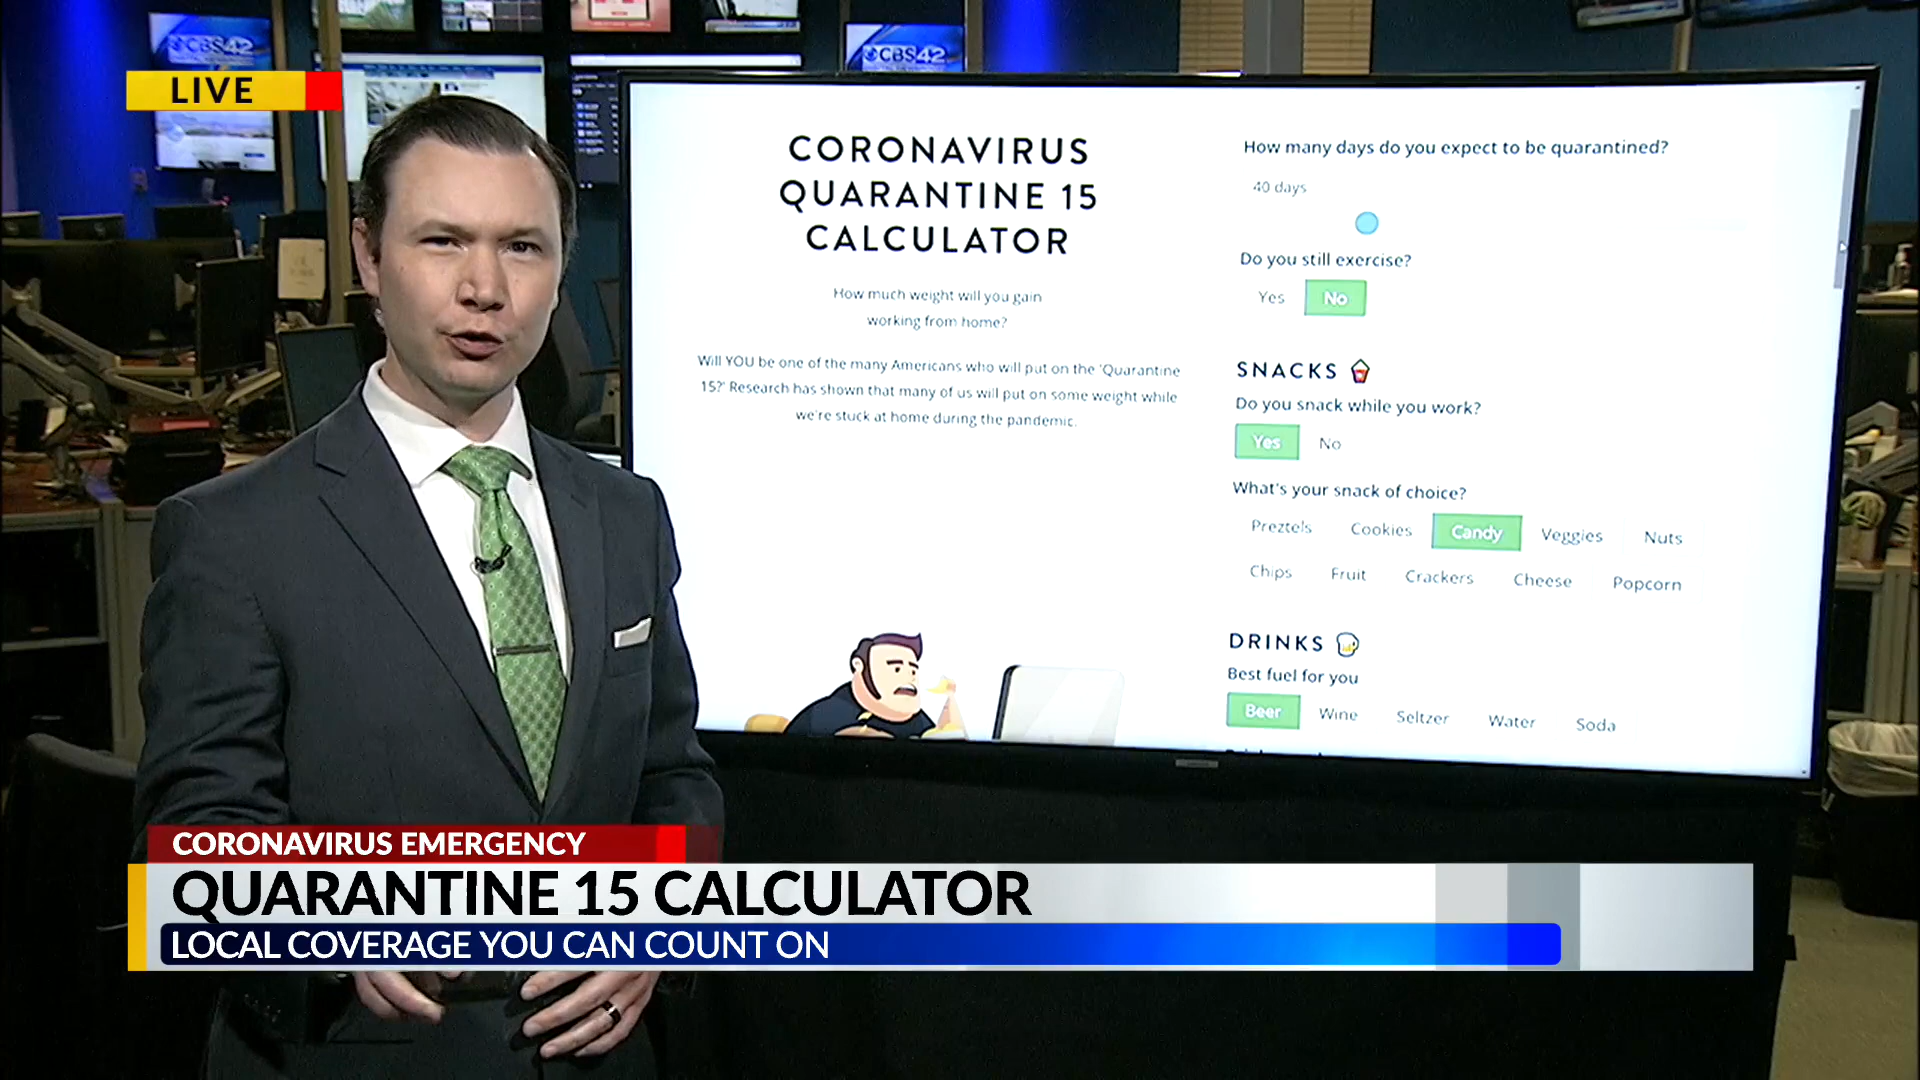 CBS42
CBS42
LIVE
CORONAVIRUS
QUARANTINE 15
CALCULATOR
How much weight will you gain
working from home?
Will YOU be one of the many Americans who will put on the 'Quarantine
15?' Research has shown that many of us will put on some weight while
we're stuck at home during the pandemic.
How many days do you expect to be quarantined?
40 days
Do you still exercise?
Yes No
SNACKS
Do you snack while you work?
Yes No
What's your snack of choice?
Preztels Cookies Candy Veggies Nuts
Chips Fruit Crackers Cheese Popcorn
DRINKS
Best fuel for you
Beer Wine Seltzer Water Soda
CORONAVIRUS EMERGENCY
QUARANTINE 15 CALCULATOR
LOCAL COVERAGE YOU CAN COUNT ON